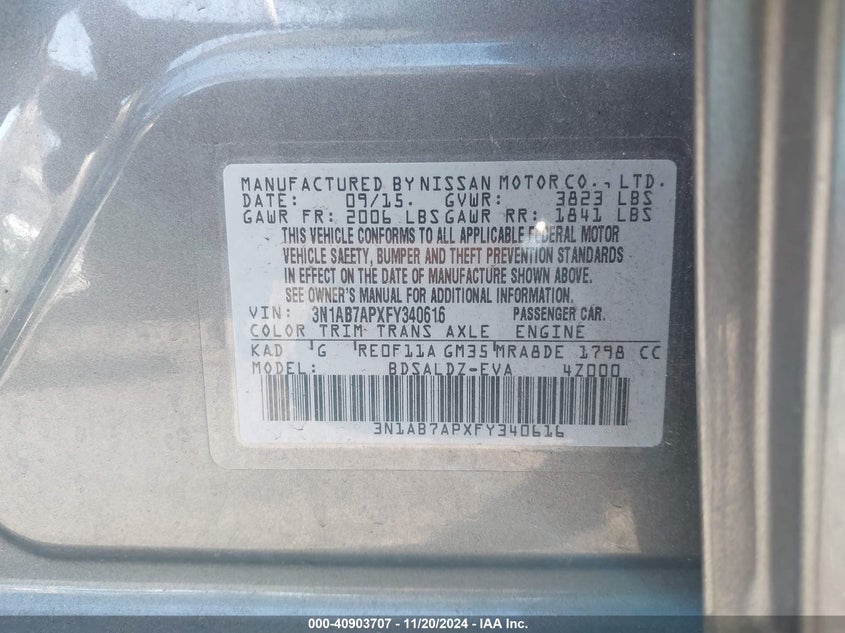 MANUFACTURED BY NISSAN MOTOR CO., LTD.
DATE: 09/15. GVWR: 3823 LBS
GAWR FR: 2006 LBS GAWR RR: 1841 LBS
THIS VEHICLE CONFORMS TO ALL APPLICABLE FEDERAL MOTOR
VEHICLE SAFETY, BUMPER AND THEFT PREVENTION STANDARDS
IN EFFECT ON THE DATE OF MANUFACTURE SHOWN ABOVE.
SEE OWNER'S MANUAL FOR ADDITIONAL INFORMATION.
VIN: 3N1AB7APXFY340616 PASSENGER CAR.
COLOR TRIM TRANS AXLE ENGINE
KAD G RE0F11A GM35 MRA8DE 1798 CC
MODEL: BDSALDZ-EVA 4Z000
3N1AB7APXFY340616
000-40903707 - 11/20/2024 - IAA Inc.